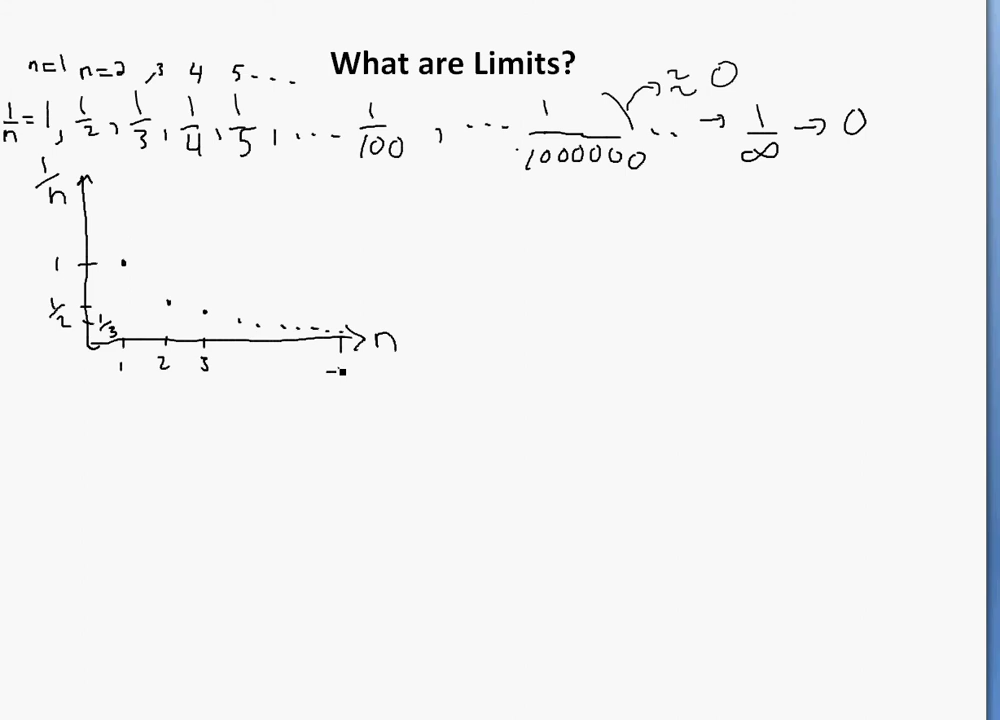 What are Limits?
n=1 n=2 , 3 4 5 - - - ...
1/n = 1, 1/2, 1/3, 1/4, 1/5, ... - 1/100, ... 1/1000000 ... → 1/∞ → 0
→ ≈ 0
1/n
1
1/2
1/3
n
1 2 3